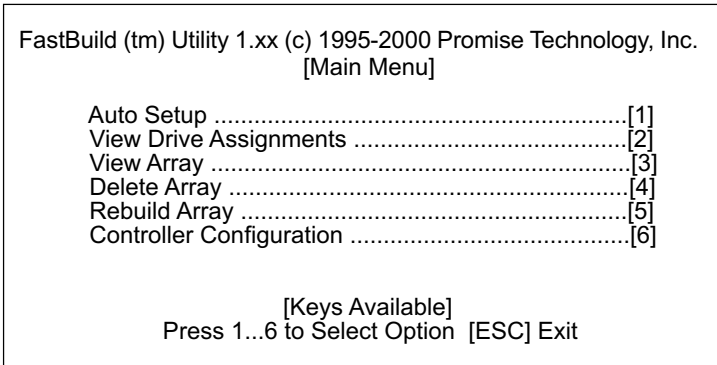 FastBuild (tm) Utility 1.xx (c) 1995-2000 Promise Technology, Inc.
[Main Menu]
Auto Setup ..............................................................[1]
View Drive Assignments .........................................[2]
View Array ...............................................................[3]
Delete Array ............................................................[4]
Rebuild Array ..........................................................[5]
Controller Configuration ..........................................[6]
[Keys Available]
Press 1...6 to Select Option [ESC] Exit